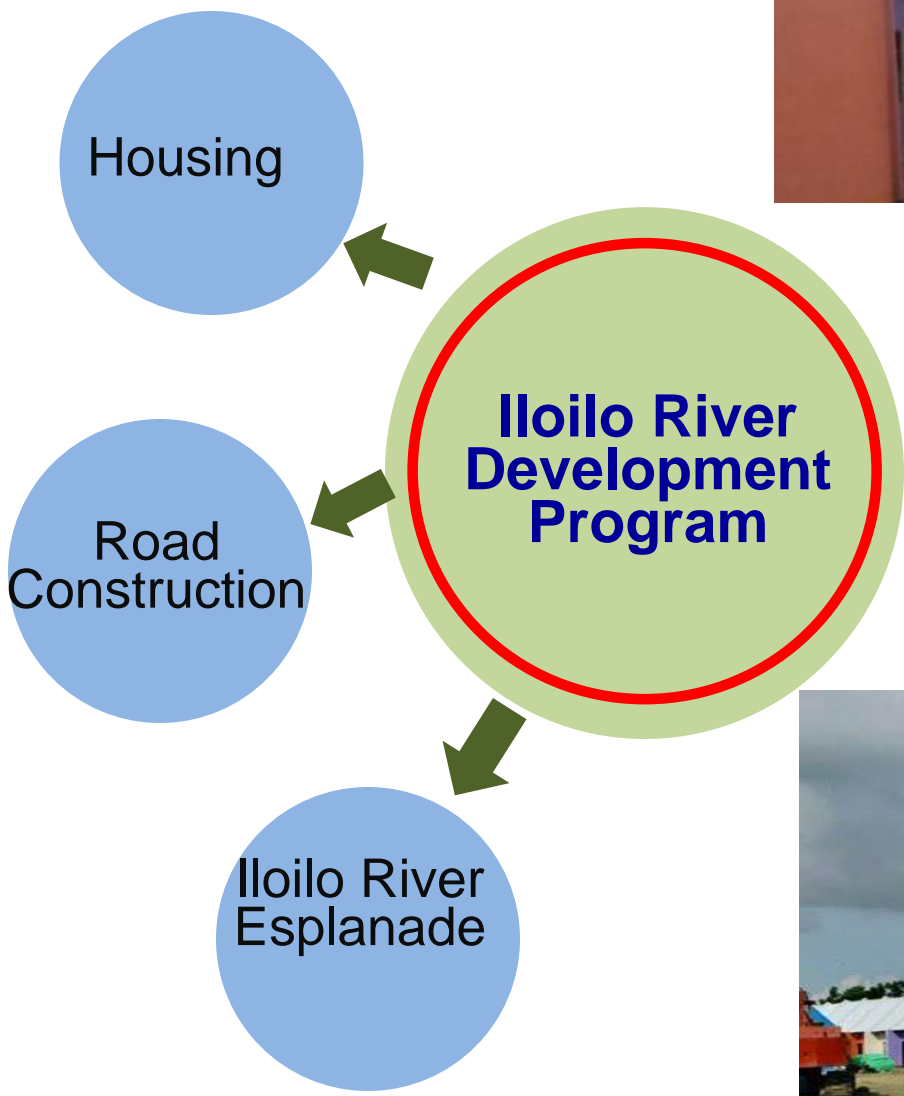 Housing
Iloilo River
Development
Program
Road
Construction
Iloilo River
Esplanade